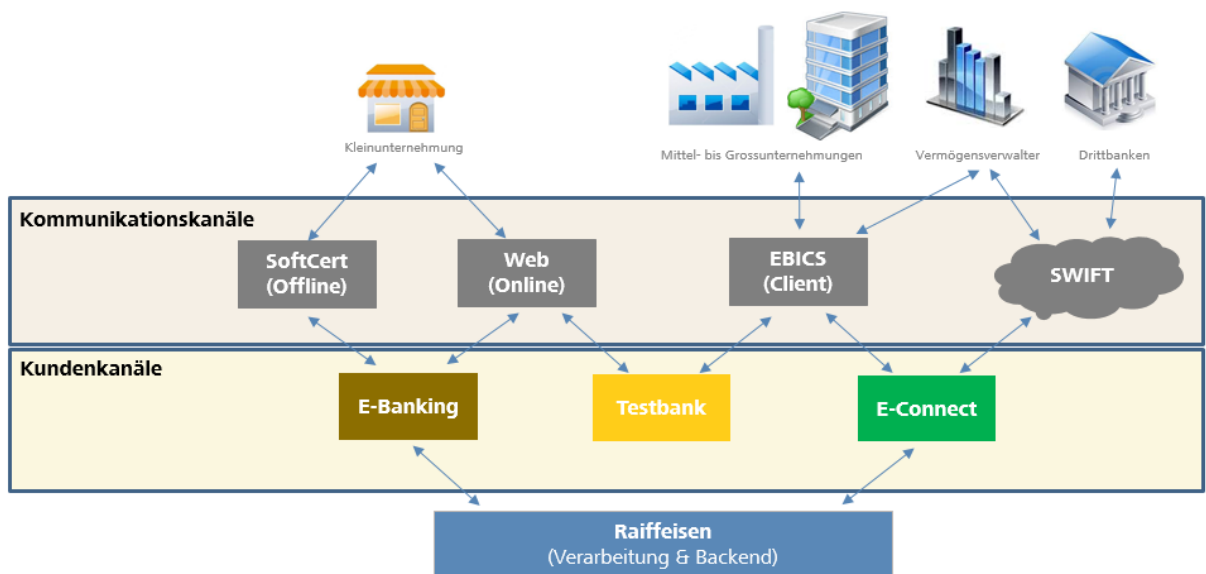 Kleinunternehmung
Mittel- bis Grossunternehmungen
Vermögensverwalter
Drittbanken
Kommunikationskanäle
SoftCert
(Offline)
Web
(Online)
EBICS
(Client)
SWIFT
Kundenkanäle
E-Banking
Testbank
E-Connect
Raiffeisen
(Verarbeitung & Backend)